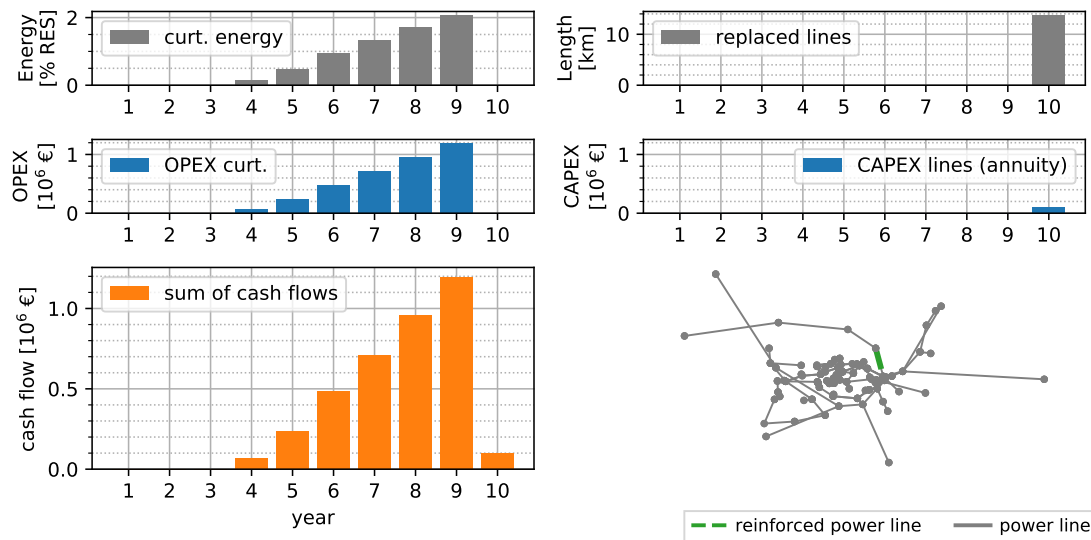 Energy
[% RES]
2
0
curt. energy
1 2 3 4 5 6 7 8 9 10
Length
[km]
10
0
replaced lines
1 2 3 4 5 6 7 8 9 10
OPEX
[10⁶ €]
1
0
OPEX curt.
1 2 3 4 5 6 7 8 9 10
CAPEX
[10⁶ €]
1
0
CAPEX lines (annuity)
1 2 3 4 5 6 7 8 9 10
cash flow [10⁶ €]
1.0
0.5
0.0
sum of cash flows
1 2 3 4 5 6 7 8 9 10
year
reinforced power line
power line